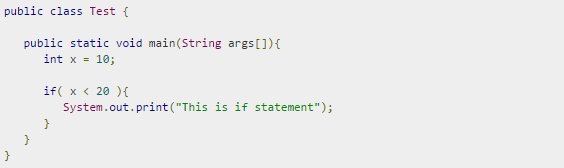 public class Test {
public static void main(String args[]){
int x = 10;
if( x < 20 ){
System.out.print("This is if statement");
}
}
}